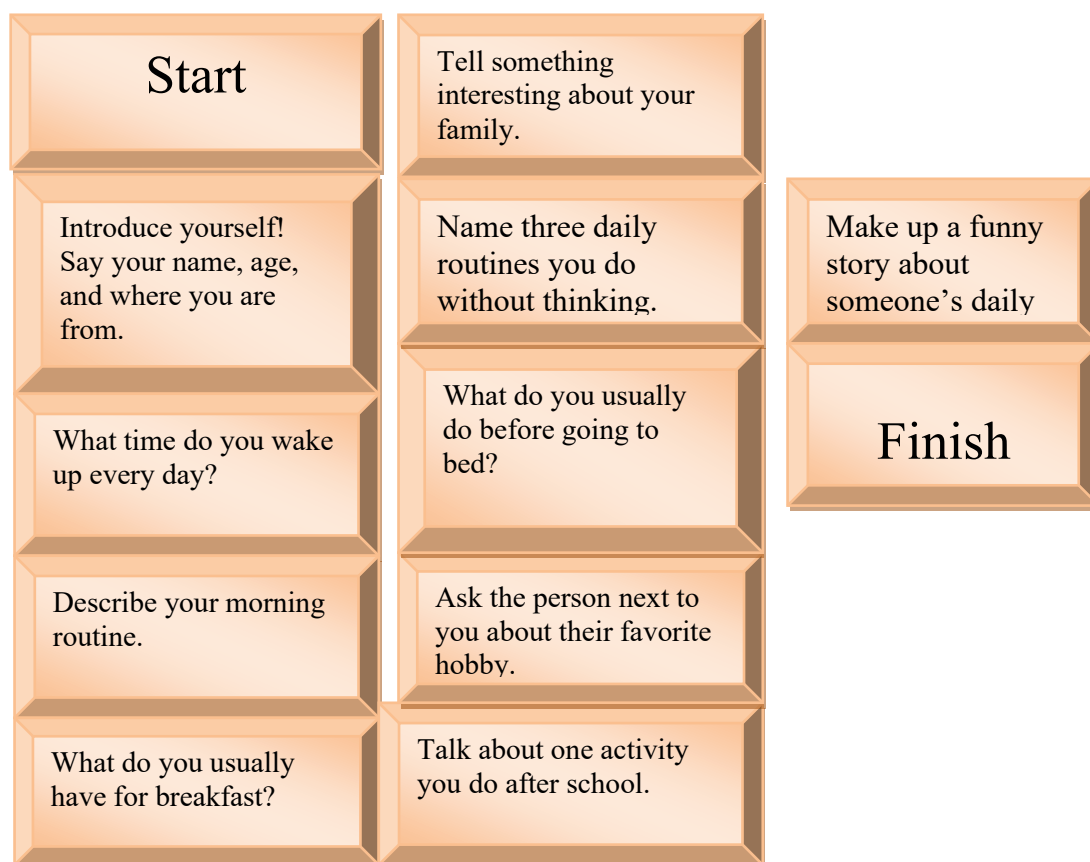 Start
Introduce yourself!
Say your name, age,
and where you are
from.
What time do you wake
up every day?
Describe your morning
routine.
What do you usually
have for breakfast?
Tell something
interesting about your
family.
Name three daily
routines you do
without thinking.
What do you usually
do before going to
bed?
Ask the person next to
you about their favorite
hobby.
Talk about one activity
you do after school.
Make up a funny
story about
someone’s daily
Finish